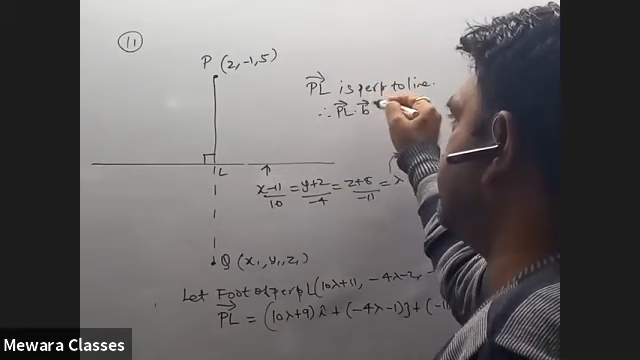 11
P (2, -1, 5)
PL is perp to line.
∴ PL. b
L
x-11/10 = y+2/-4 = z+8/-11 = λ
Q (x₁, y₁, z₁)
Let Foot of perp L(10λ+11, -4λ-2, -
PL = (10λ+9) î + (-4λ-1)ĵ + (-11
Mewara Classes